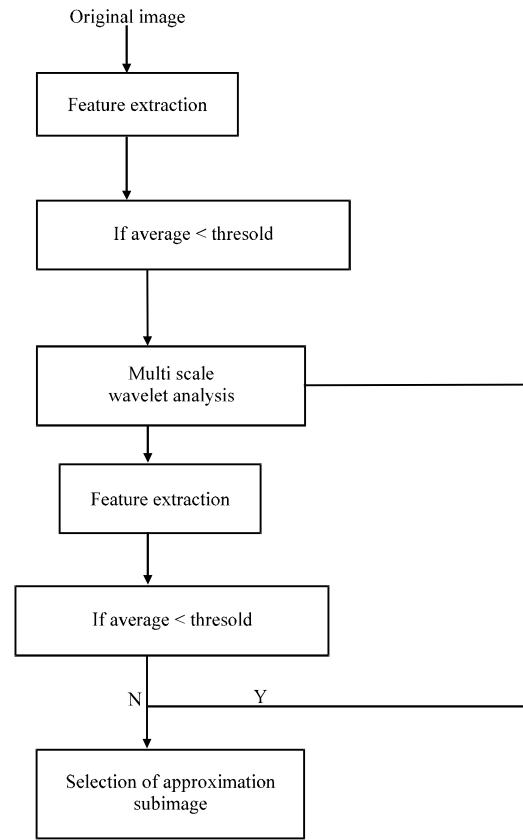 Original image
Feature extraction
If average < thresold
Multi scale
wavelet analysis
Feature extraction
If average < thresold
N
Y
Selection of approximation
subimage